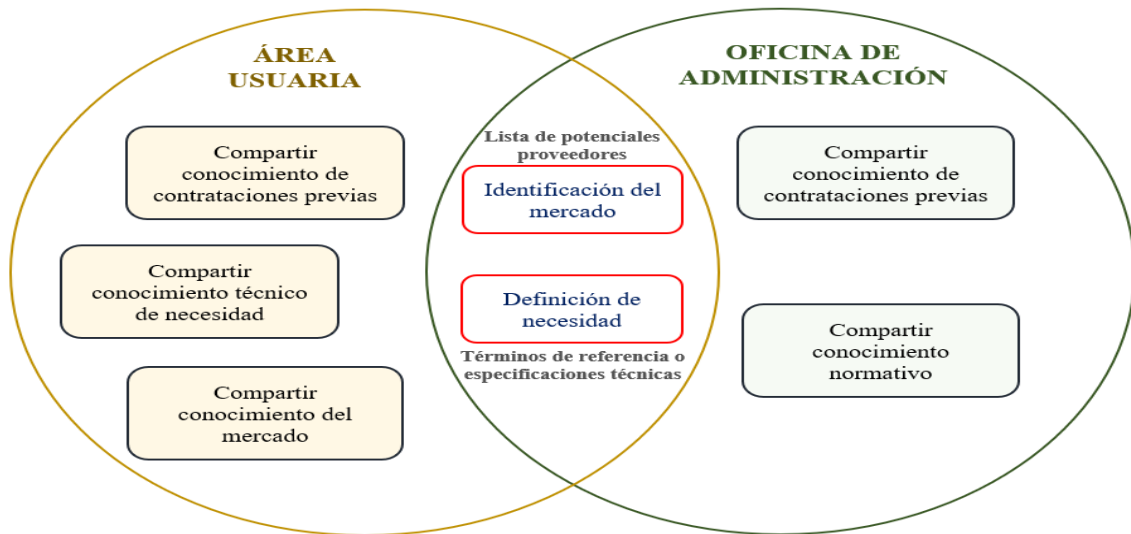 ÁREA
USUARIA
Compartir
conocimiento de
contrataciones previas
Compartir
conocimiento técnico
de necesidad
Compartir
conocimiento del
mercado
Lista de potenciales
proveedores
Identificación del
mercado
Definición de
necesidad
Términos de referencia o
especificaciones técnicas
OFICINA DE
ADMINISTRACIÓN
Compartir
conocimiento de
contrataciones previas
Compartir
conocimiento
normativo